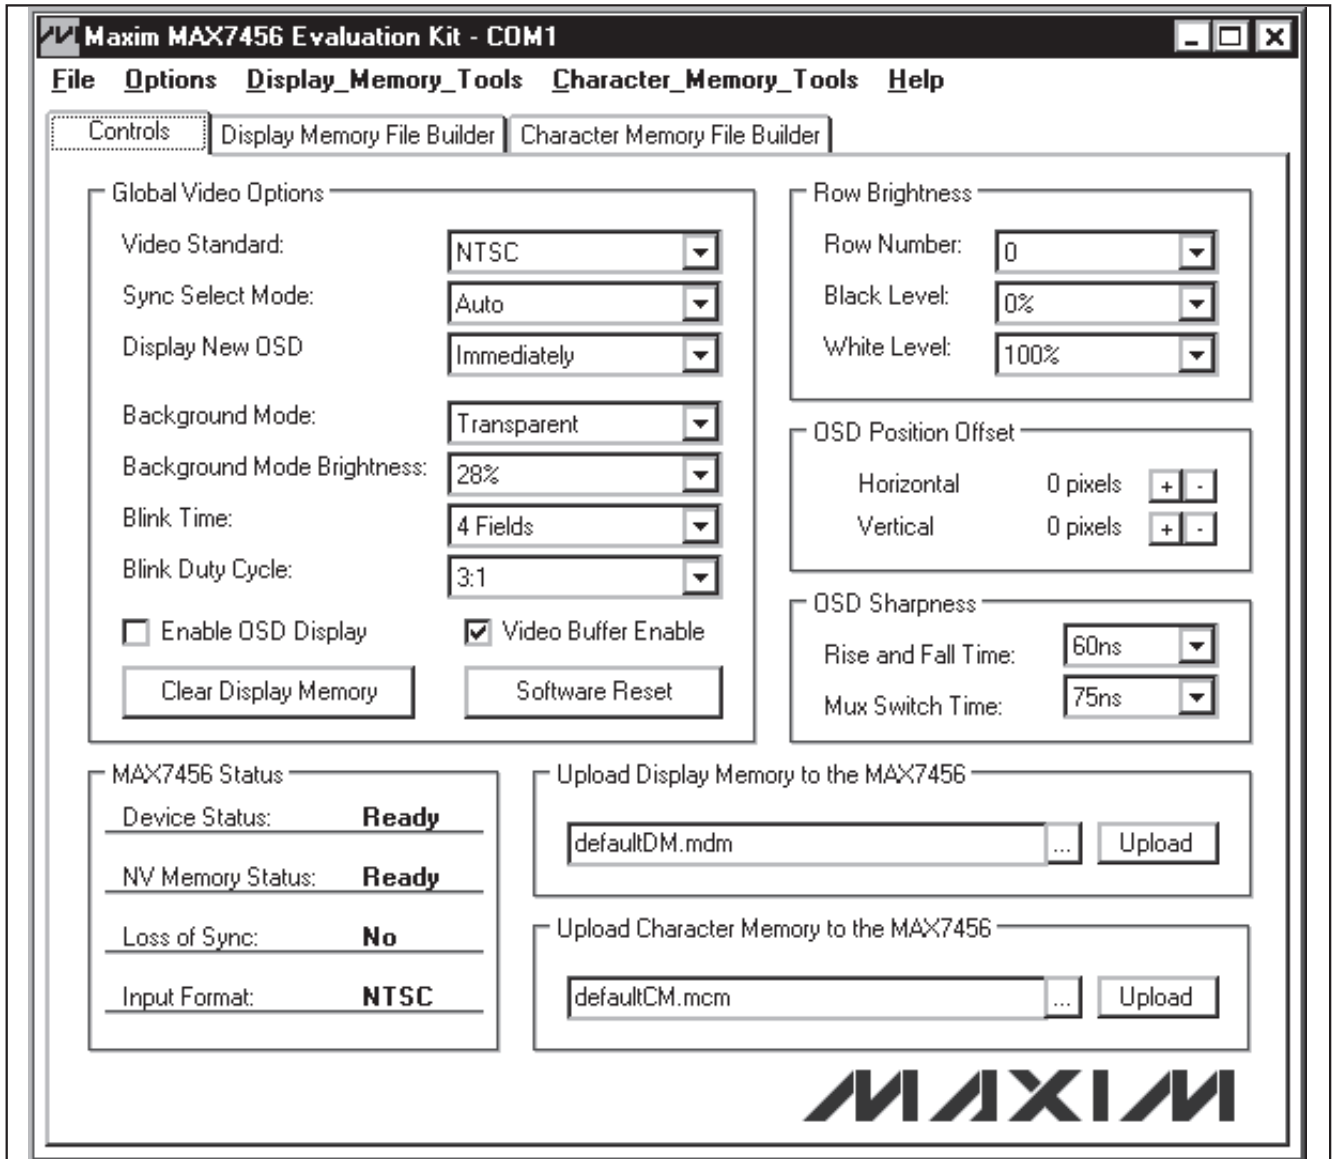 Maxim MAX7456 Evaluation Kit - COM1
File Options Display_Memory_Tools Character_Memory_Tools Help
Controls Display Memory File Builder Character Memory File Builder
Global Video Options
Video Standard: NTSC
Sync Select Mode: Auto
Display New OSD Immediately
Background Mode: Transparent
Background Mode Brightness: 28%
Blink Time: 4 Fields
Blink Duty Cycle: 3:1
Enable OSD Display Video Buffer Enable
Clear Display Memory Software Reset
Row Brightness
Row Number: 0
Black Level: 0%
White Level: 100%
OSD Position Offset
Horizontal 0 pixels + -
Vertical 0 pixels + -
OSD Sharpness
Rise and Fall Time: 60ns
Mux Switch Time: 75ns
MAX7456 Status
Device Status: Ready
NV Memory Status: Ready
Loss of Sync: No
Input Format: NTSC
Upload Display Memory to the MAX7456
defaultDM.mdm ... Upload
Upload Character Memory to the MAX7456
defaultCM.mcm ... Upload
MAXIM